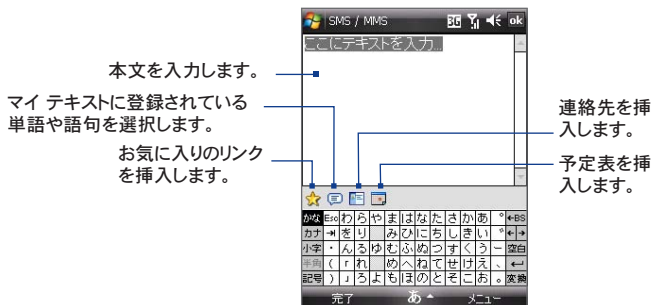 SMS / MMS
3G
ok
ここにテキストを入力...
本文を入力します。
マイ テキストに登録されている
単語や語句を選択します。
お気に入りのリンク
を挿入します。
連絡先を挿
入します。
予定表を挿
入します。
かな Esc わ ら や ま は な た さ か あ ゜ ←BS
カナ →| を り み ひ に ち し き い ゛ ← →
小字 ・ ん る ゆ む ふ ぬ つ す く う ー 空白
半角 ( 「 れ め へ ね て せ け え 、 ↵
記号 ) 」 ろ よ も ほ の と そ こ お 。 変換
完了 あ メニュー